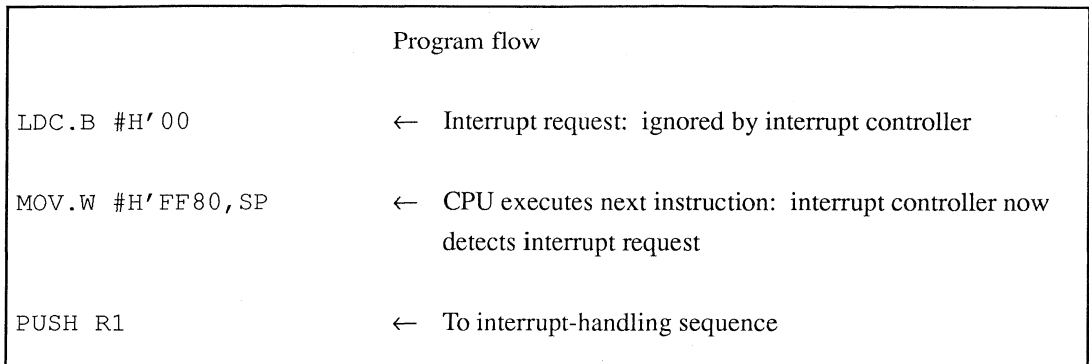 Program flow
LDC.B #H'00 ← Interrupt request: ignored by interrupt controller
MOV.W #H'FF80,SP ← CPU executes next instruction: interrupt controller now
detects interrupt request
PUSH R1 ← To interrupt-handling sequence